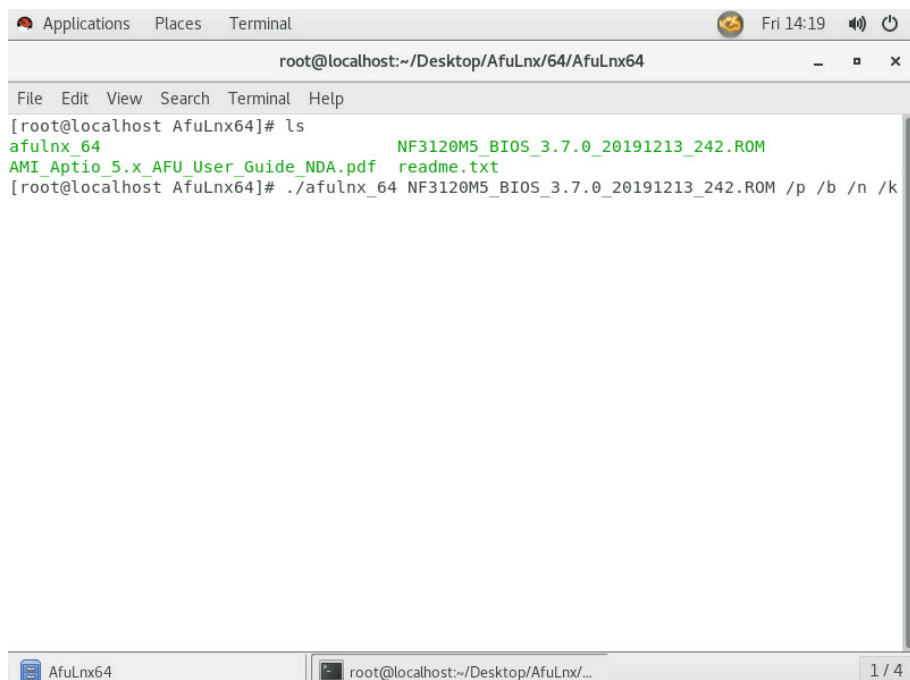 Applications Places Terminal Fri 14:19
root@localhost:~/Desktop/AfuLnx/64/AfuLnx64
File Edit View Search Terminal Help
[root@localhost AfuLnx64]# ls
afulnx_64 NF3120M5_BIOS_3.7.0_20191213_242.ROM
AMI_Aptio_5.x_AFU_User_Guide_NDA.pdf readme.txt
[root@localhost AfuLnx64]# ./afulnx_64 NF3120M5_BIOS_3.7.0_20191213_242.ROM /p /b /n /k
AfuLnx64 root@localhost:~/Desktop/AfuLnx/... 1 / 4